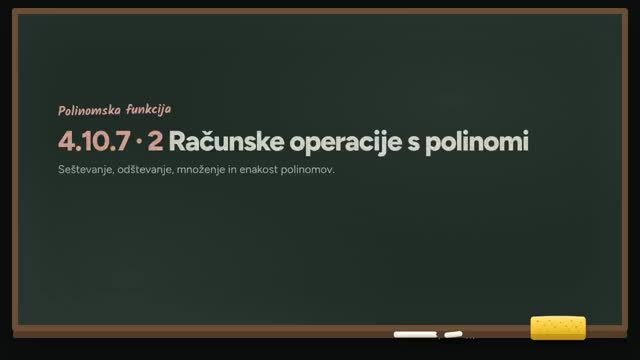 Polinomska funkcija
4.10.7 · 2 Računske operacije s polinomi
Seštevanje, odštevanje, množenje in enakost polinomov.